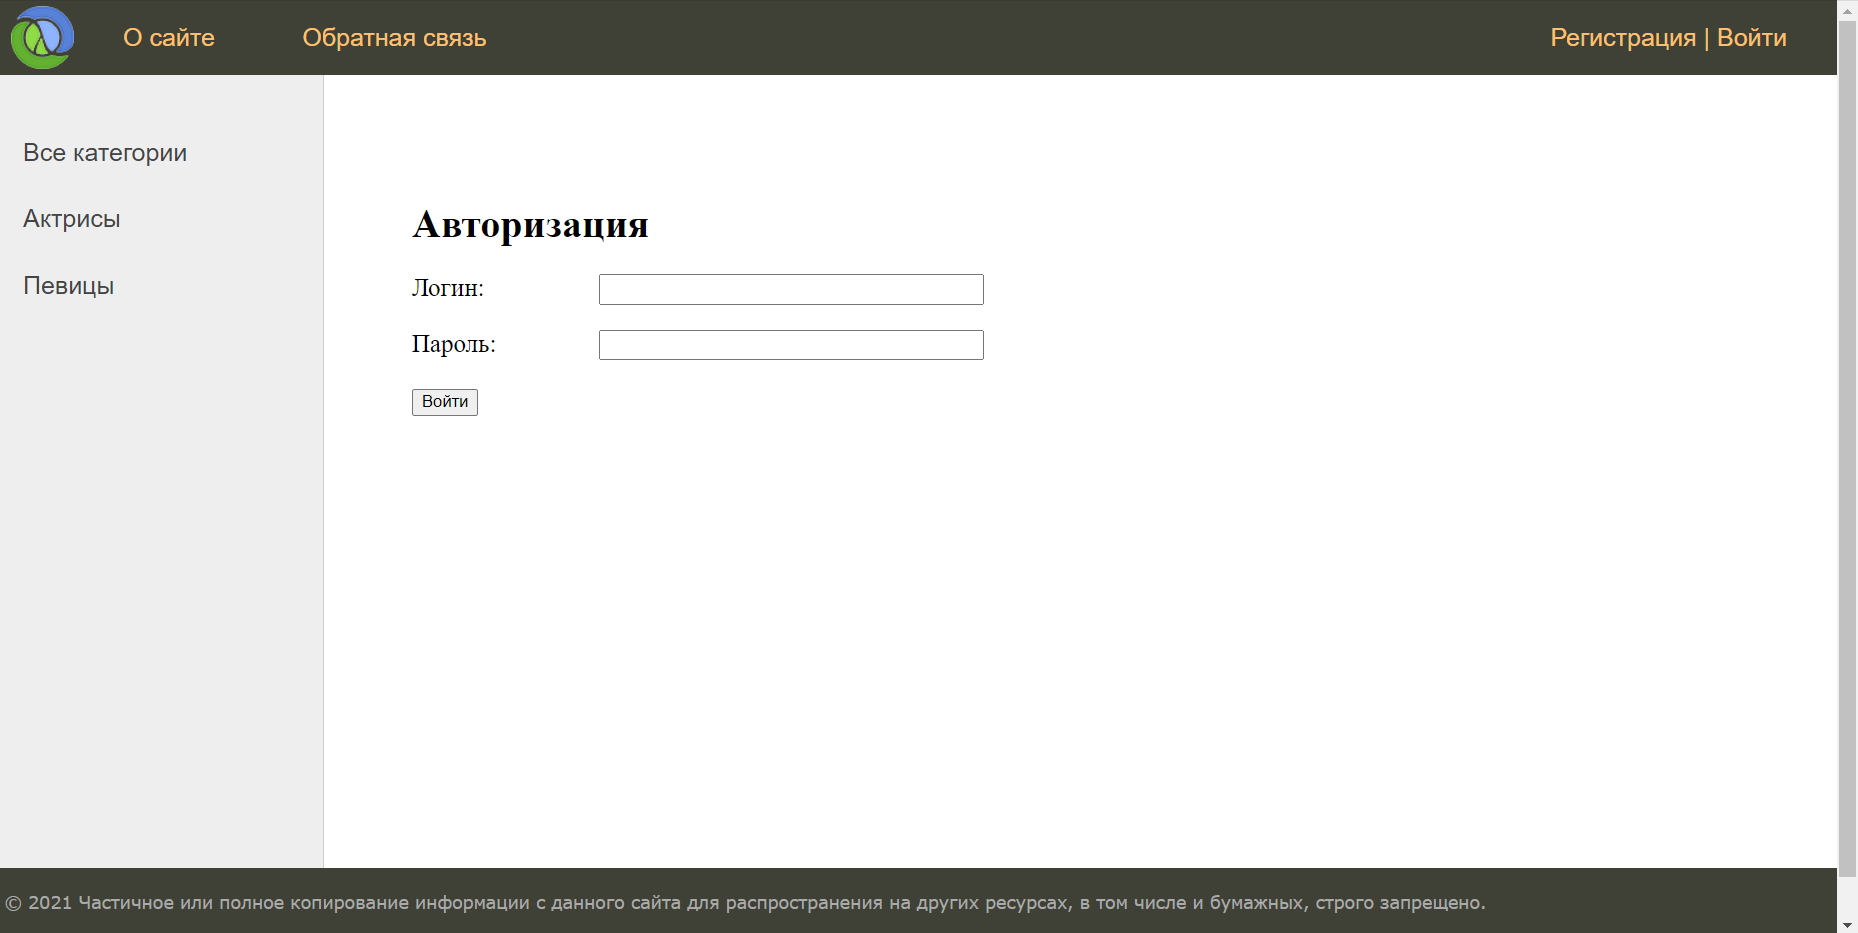 О сайте Обратная связь Регистрация | Войти
Все категории
Актрисы
Певицы
Авторизация
Логин:
Пароль:
Войти
© 2021 Частичное или полное копирование информации с данного сайта для распространения на других ресурсах, в том числе и бумажных, строго запрещено.